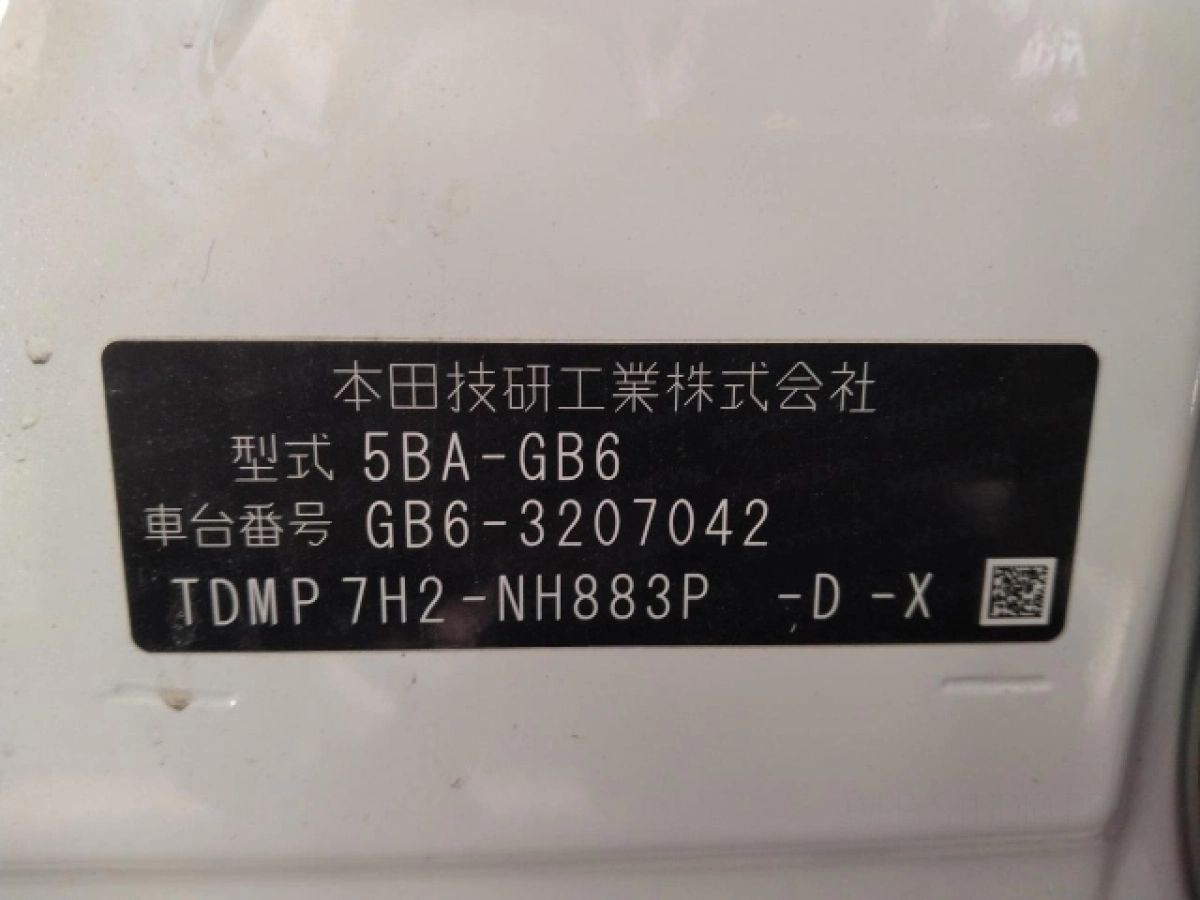 本田技研工業株式会社
型式 5BA-GB6
車台番号 GB6-3207042
TDMP 7H2-NH883P -D -X